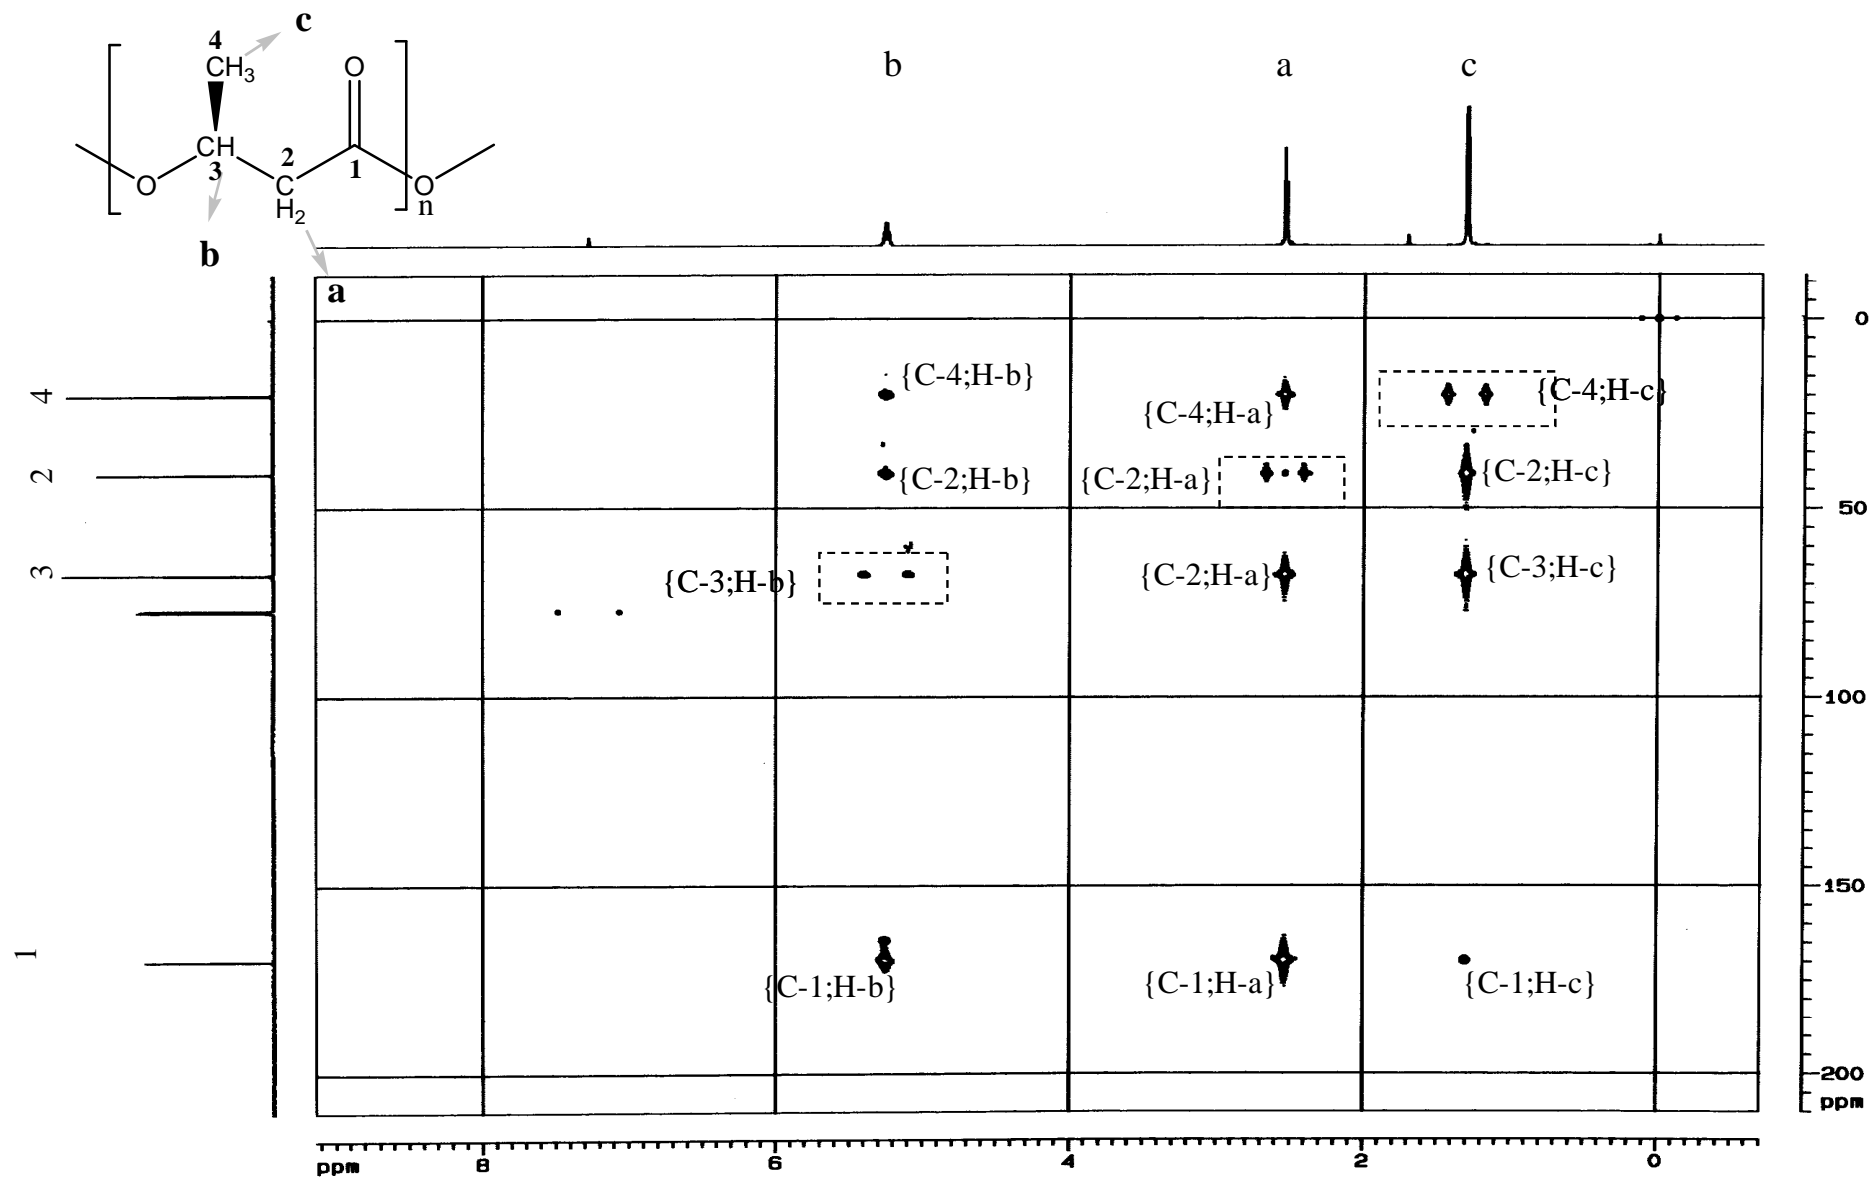 c
4
CH3
O
b
a
c
CH
3
2
1
O
C
H2
O
n
b
a
0
{C-4;H-b}
{C-4;H-a}
{C-4;H-c}
4
{C-2;H-b}
{C-2;H-a}
{C-2;H-c}
2
50
{C-3;H-b}
{C-2;H-a}
{C-3;H-c}
3
100
150
1
{C-1;H-b}
{C-1;H-a}
{C-1;H-c}
200
ppm
ppm 8 6 4 2 0